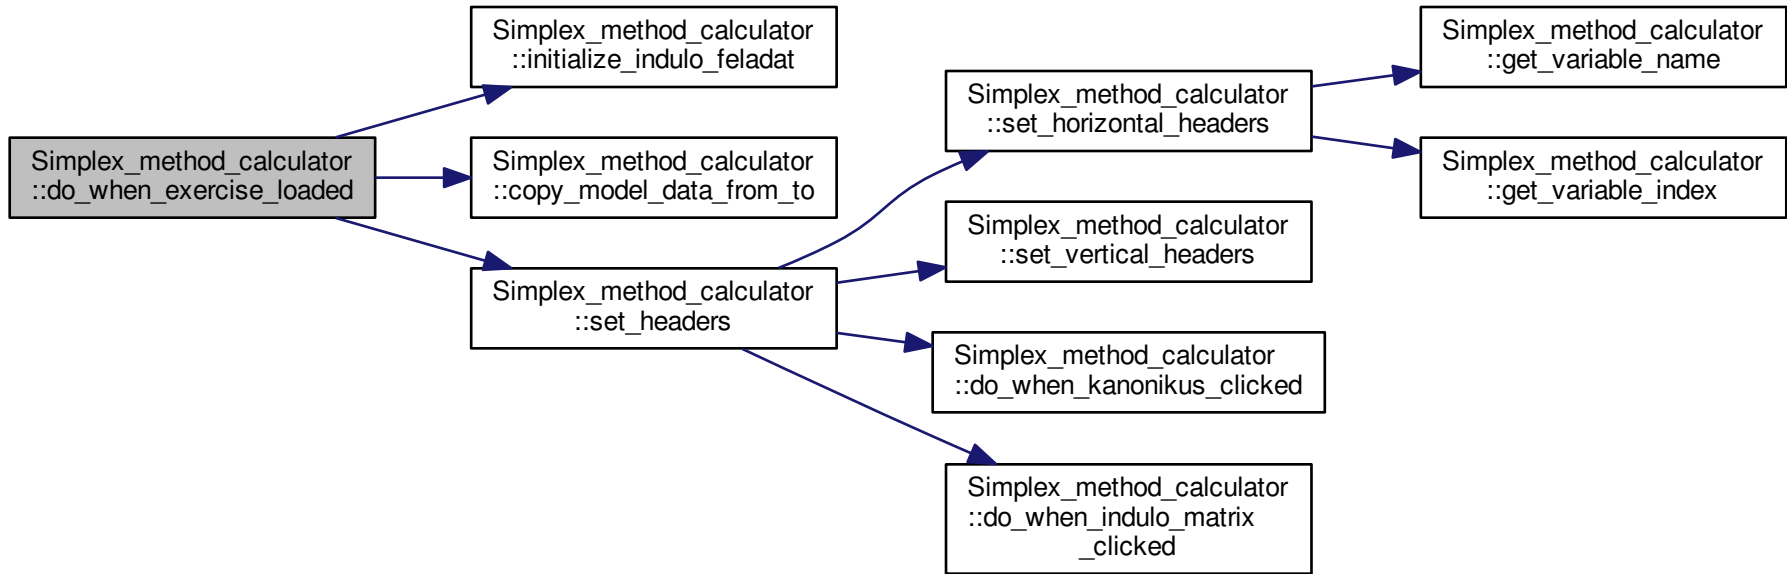 Simplex_method_calculator
::do_when_exercise_loaded
Simplex_method_calculator
::initialize_indulo_feladat
Simplex_method_calculator
::copy_model_data_from_to
Simplex_method_calculator
::set_headers
Simplex_method_calculator
::set_horizontal_headers
Simplex_method_calculator
::set_vertical_headers
Simplex_method_calculator
::do_when_kanonikus_clicked
Simplex_method_calculator
::do_when_indulo_matrix
_clicked
Simplex_method_calculator
::get_variable_name
Simplex_method_calculator
::get_variable_index